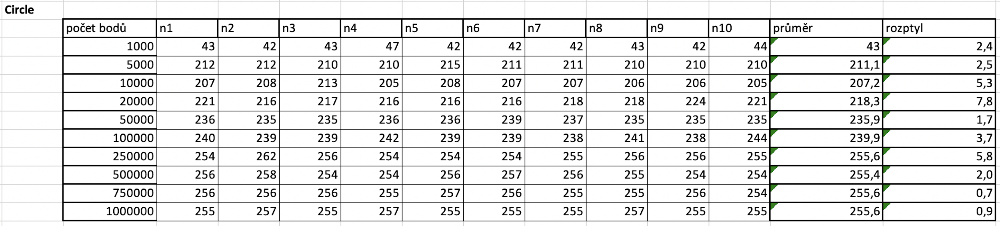 Circle
počet bodů n1 n2 n3 n4 n5 n6 n7 n8 n9 n10 průměr rozptyl
1000 43 42 43 47 42 42 42 43 42 44 43 2,4
5000 212 212 210 210 215 211 211 210 210 210 211,1 2,5
10000 207 208 213 205 208 207 207 206 206 205 207,2 5,3
20000 221 216 217 216 216 216 218 218 224 221 218,3 7,8
50000 236 235 235 236 236 239 237 235 235 235 235,9 1,7
100000 240 239 239 242 239 239 238 241 238 244 239,9 3,7
250000 254 262 256 254 254 254 255 256 256 255 255,6 5,8
500000 256 258 254 254 256 257 256 255 254 254 255,4 2,0
750000 256 256 256 255 257 256 255 255 256 254 255,6 0,7
1000000 255 257 255 257 255 255 255 257 255 255 255,6 0,9